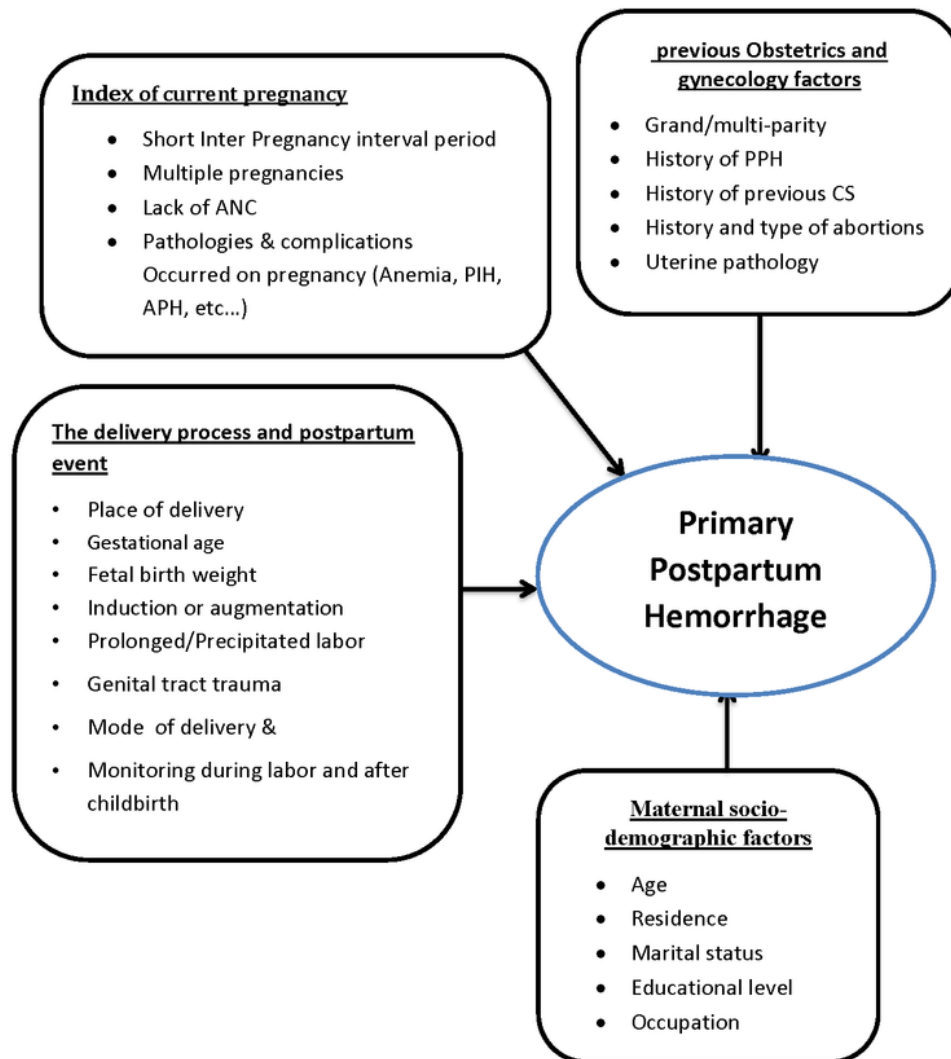 Index of current pregnancy
• Short Inter Pregnancy interval period
• Multiple pregnancies
• Lack of ANC
• Pathologies & complications
Occurred on pregnancy (Anemia, PIH,
APH, etc...)
previous Obstetrics and
gynecology factors
• Grand/multi-parity
• History of PPH
• History of previous CS
• History and type of abortions
• Uterine pathology
The delivery process and postpartum
event
• Place of delivery
• Gestational age
• Fetal birth weight
• Induction or augmentation
• Prolonged/Precipitated labor
• Genital tract trauma
• Mode of delivery &
• Monitoring during labor and after
childbirth
Primary
Postpartum
Hemorrhage
Maternal socio-
demographic factors
• Age
• Residence
• Marital status
• Educational level
• Occupation